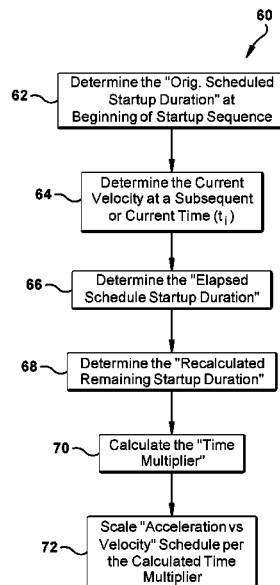 60
62
Determine the "Orig. Scheduled
Startup Duration" at
Beginning of Startup Sequence
64
Determine the Current
Velocity at a Subsequent
or Current Time (ti)
66
Determine the "Elapsed
Schedule Startup Duration"
68
Determine the "Recalculated
Remaining Startup Duration"
70
Calculate the "Time
Multiplier"
72
Scale "Acceleration vs
Velocity" Schedule per
the Calculated Time
Multiplier